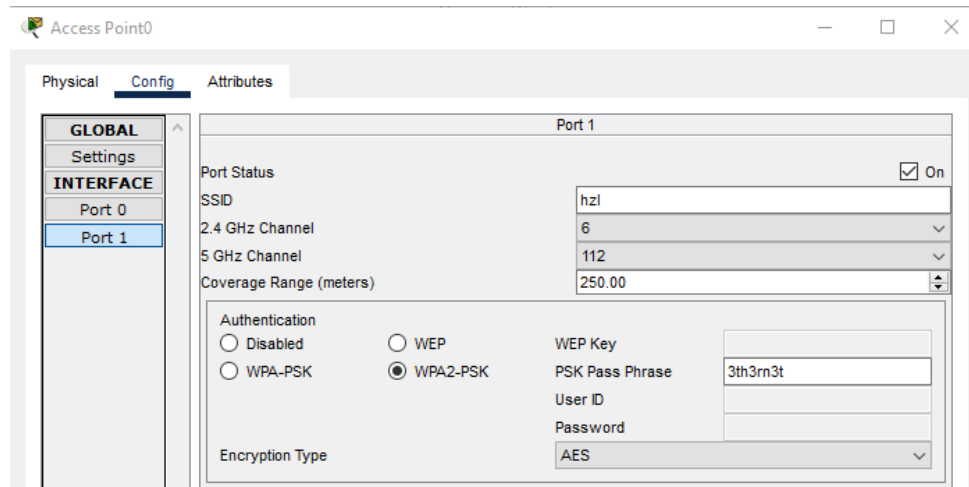 Access Point0
Physical Config Attributes
GLOBAL
Settings
INTERFACE
Port 0
Port 1
Port 1
Port Status On
SSID hzl
2.4 GHz Channel 6
5 GHz Channel 112
Coverage Range (meters) 250.00
Authentication
Disabled WEP WEP Key
WPA-PSK WPA2-PSK PSK Pass Phrase 3th3rn3t
User ID
Password
Encryption Type AES